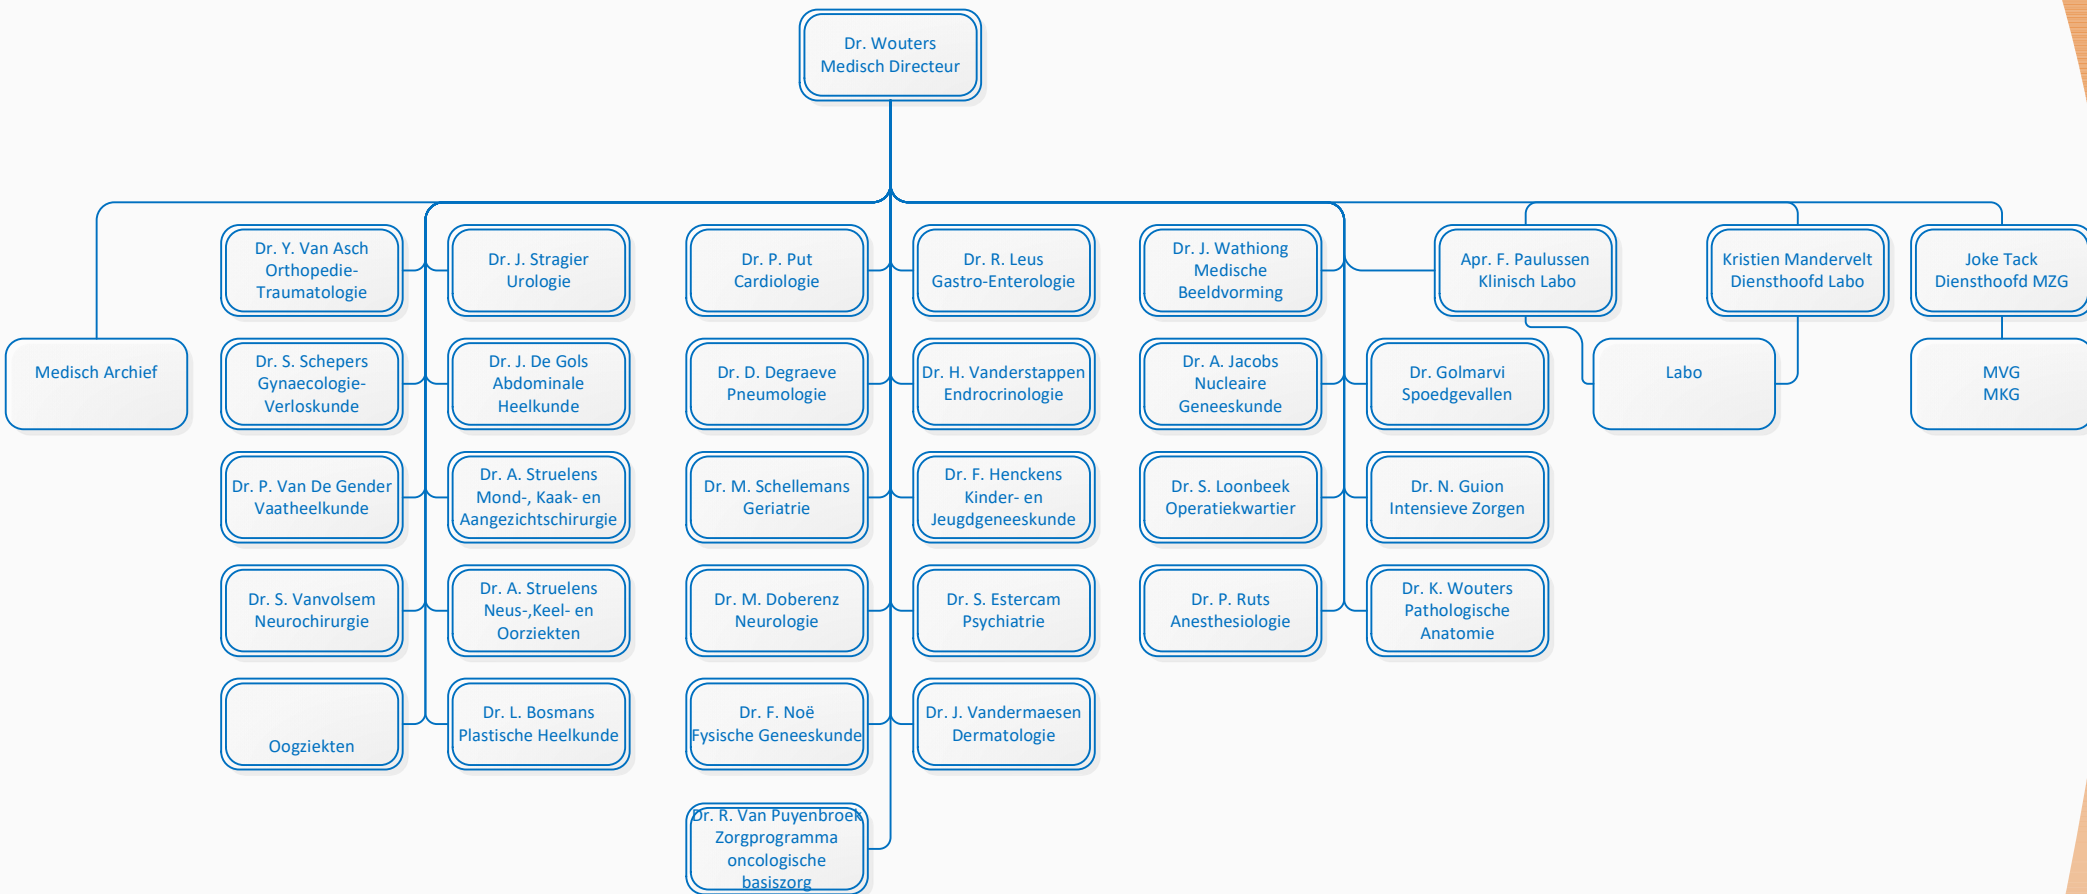 Dr. Wouters
Medisch Directeur
Dr. Y. Van Asch
Orthopedie-
Traumatologie
Dr. J. Stragier
Urologie
Dr. P. Put
Cardiologie
Dr. R. Leus
Gastro-Enterologie
Dr. J. Wathiong
Medische
Beeldvorming
Apr. F. Paulussen
Klinisch Labo
Kristien Mandervelt
Diensthoofd Labo
Joke Tack
Diensthoofd MZG
Medisch Archief
Dr. S. Schepers
Gynaecologie-
Verloskunde
Dr. J. De Gols
Abdominale
Heelkunde
Dr. D. Degraeve
Pneumologie
Dr. H. Vanderstappen
Endrocrinologie
Dr. A. Jacobs
Nucleaire
Geneeskunde
Dr. Golmarvi
Spoedgevallen
Labo
MVG
MKG
Dr. P. Van De Gender
Vaatheelkunde
Dr. A. Struelens
Mond-, Kaak- en
Aangezichtschirurgie
Dr. M. Schellemans
Geriatrie
Dr. F. Henckens
Kinder- en
Jeugdgeneeskunde
Dr. S. Loonbeek
Operatiekwartier
Dr. N. Guion
Intensieve Zorgen
Dr. S. Vanvolsem
Neurochirurgie
Dr. A. Struelens
Neus-,Keel- en
Oorziekten
Dr. M. Doberenz
Neurologie
Dr. S. Estercam
Psychiatrie
Dr. P. Ruts
Anesthesiologie
Dr. K. Wouters
Pathologische
Anatomie
Oogziekten
Dr. L. Bosmans
Plastische Heelkunde
Dr. F. Noë
Fysische Geneeskunde
Dr. J. Vandermaesen
Dermatologie
Dr. R. Van Puyenbroek
Zorgprogramma
oncologische
basiszorg